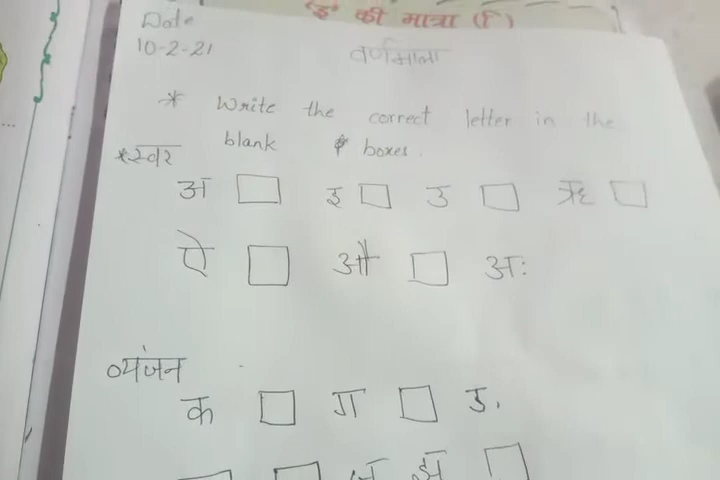 'इ' की मात्रा (ि)
Date
10-2-21
वर्णमाला
* Write the correct letter in the
blank boxes.
* स्वर
अ □ इ □ उ □ ऋ □
ऐ □ औ □ अः
व्यंजन
क □ ग □ ङ
□ □ ज झ □